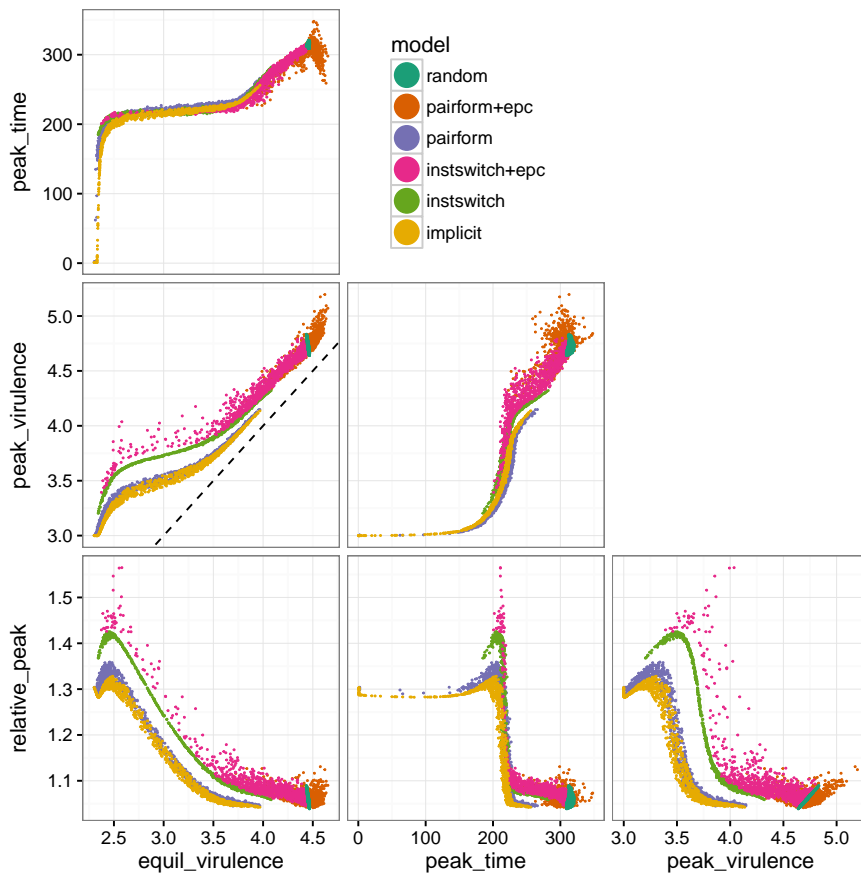 model
random
pairform+epc
pairform
instswitch+epc
instswitch
implicit
peak_time
300
200
100
0
peak_virulence
5.0
4.5
4.0
3.5
3.0
relative_peak
1.5
1.4
1.3
1.2
1.1
2.5 3.0 3.5 4.0 4.5
equil_virulence
0 100 200 300
peak_time
3.0 3.5 4.0 4.5 5.0
peak_virulence